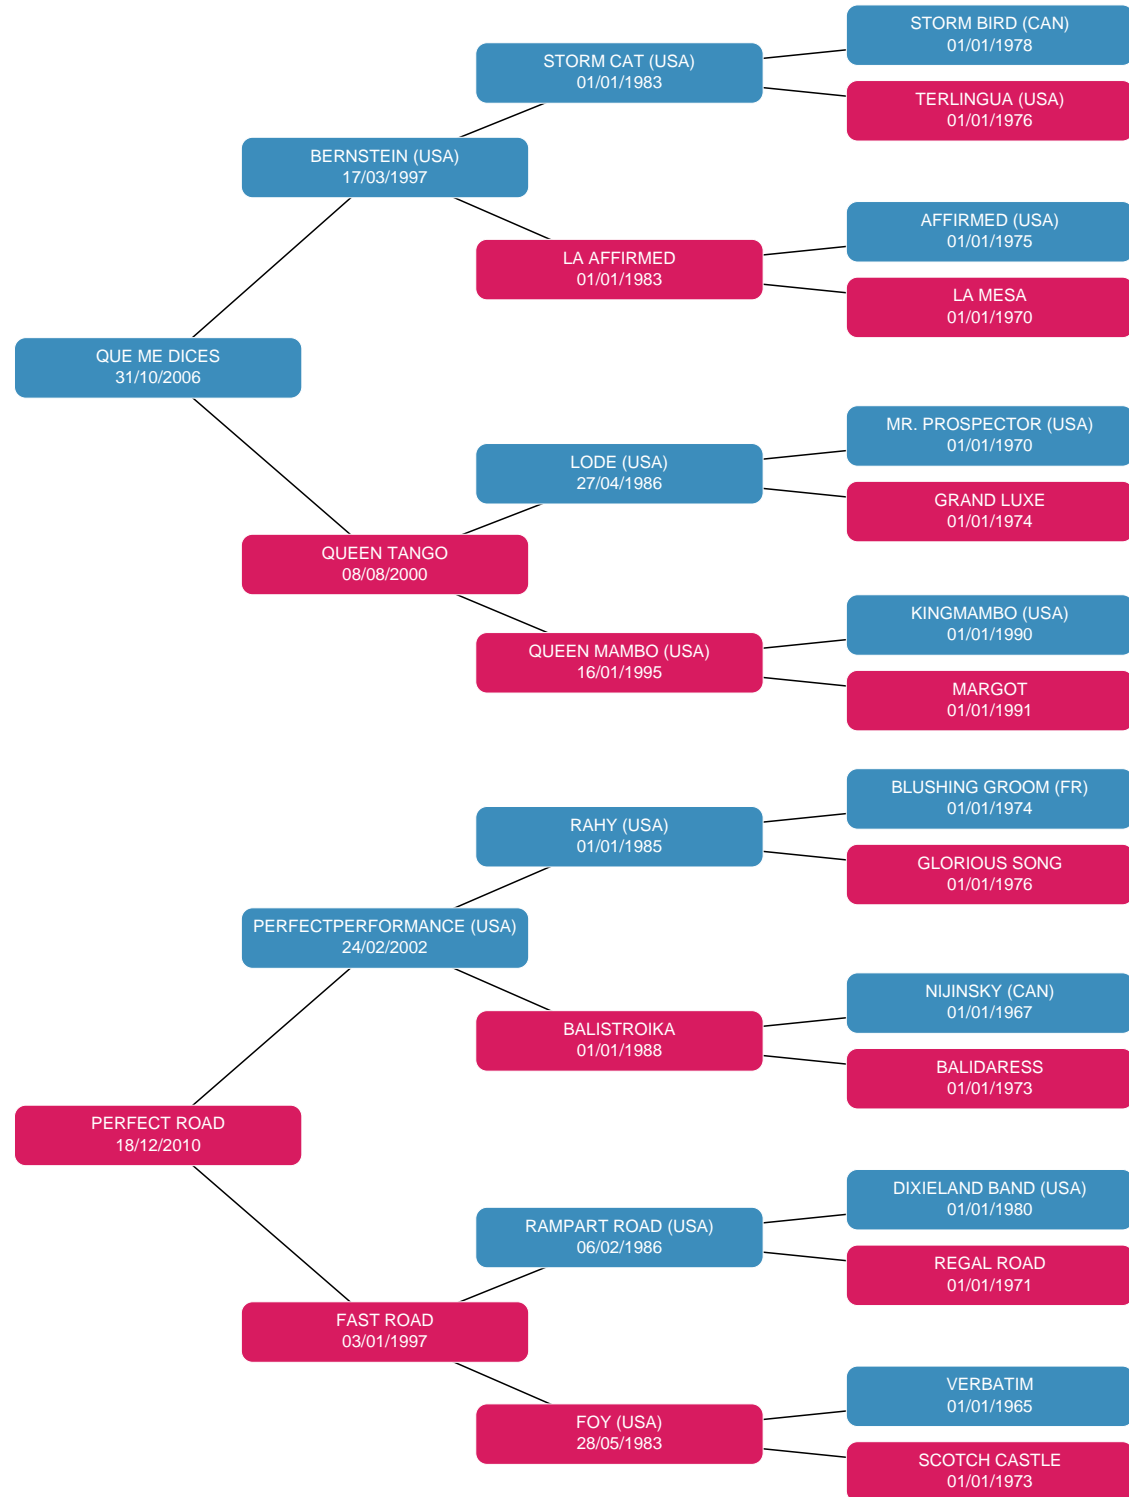 STORM BIRD (CAN)
01/01/1978
STORM CAT (USA)
01/01/1983
TERLINGUA (USA)
01/01/1976
BERNSTEIN (USA)
17/03/1997
AFFIRMED (USA)
01/01/1975
LA AFFIRMED
01/01/1983
LA MESA
01/01/1970
QUE ME DICES
31/10/2006
MR. PROSPECTOR (USA)
01/01/1970
LODE (USA)
27/04/1986
GRAND LUXE
01/01/1974
QUEEN TANGO
08/08/2000
KINGMAMBO (USA)
01/01/1990
QUEEN MAMBO (USA)
16/01/1995
MARGOT
01/01/1991
BLUSHING GROOM (FR)
01/01/1974
RAHY (USA)
01/01/1985
GLORIOUS SONG
01/01/1976
PERFECTPERFORMANCE (USA)
24/02/2002
NIJINSKY (CAN)
01/01/1967
BALISTROIKA
01/01/1988
BALIDARESS
01/01/1973
PERFECT ROAD
18/12/2010
DIXIELAND BAND (USA)
01/01/1980
RAMPART ROAD (USA)
06/02/1986
REGAL ROAD
01/01/1971
FAST ROAD
03/01/1997
VERBATIM
01/01/1965
FOY (USA)
28/05/1983
SCOTCH CASTLE
01/01/1973